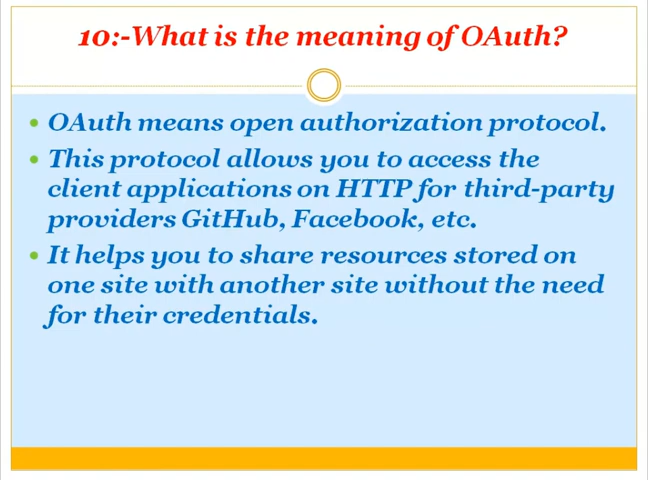 10:-What is the meaning of OAuth?
• OAuth means open authorization protocol.
• This protocol allows you to access the
client applications on HTTP for third-party
providers GitHub, Facebook, etc.
• It helps you to share resources stored on
one site with another site without the need
for their credentials.